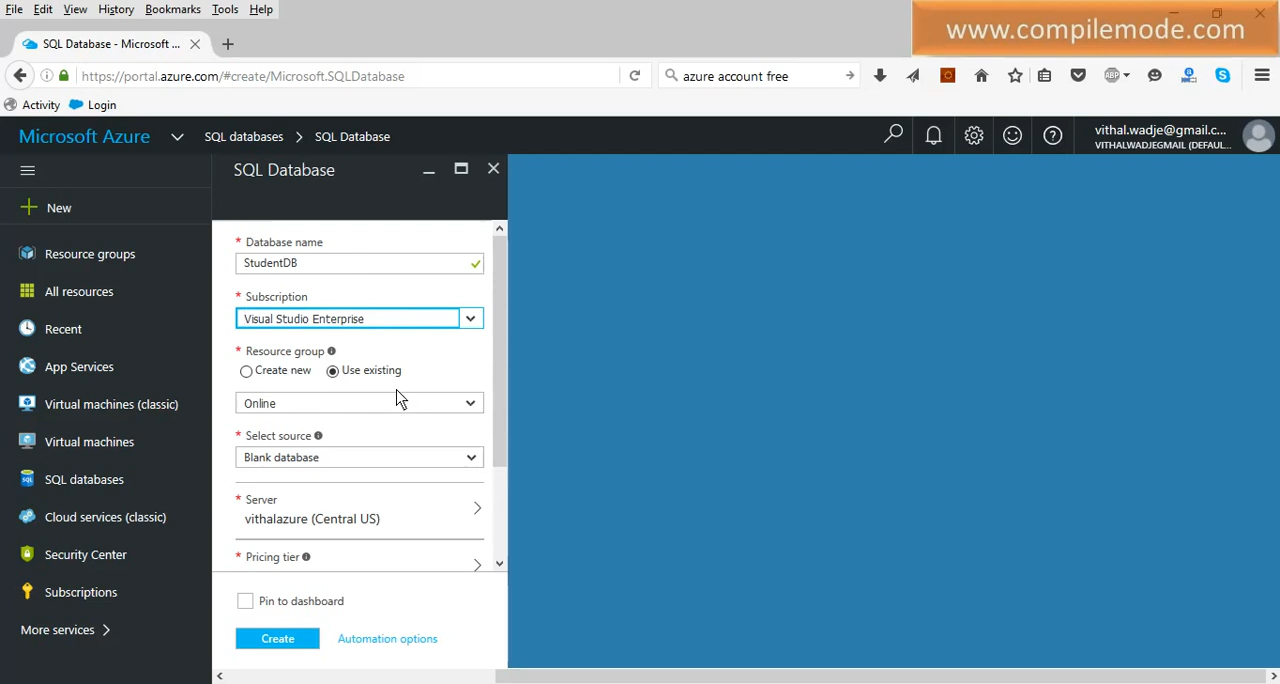 File Edit View History Bookmarks Tools Help
www.compilemode.com
SQL Database - Microsoft ...
https://portal.azure.com/#create/Microsoft.SQLDatabase
azure account free
ABP
Activity Login
Microsoft Azure SQL databases SQL Database
vithal.wadje@gmail.c...
VITHALWADJEGMAIL (DEFAUL...
SQL Database
New
Resource groups
All resources
Recent
App Services
Virtual machines (classic)
Virtual machines
SQL databases
Cloud services (classic)
Security Center
Subscriptions
More services
* Database name
StudentDB
* Subscription
Visual Studio Enterprise
* Resource group
Create new Use existing
Online
* Select source
Blank database
* Server
vithalazure (Central US)
* Pricing tier
Pin to dashboard
Create Automation options